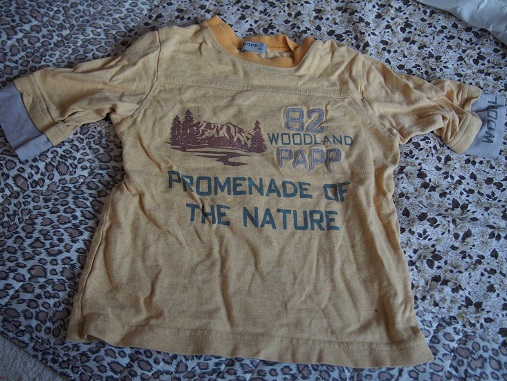 82
WOODLAND
PAPP
PROMENADE OF
THE NATURE